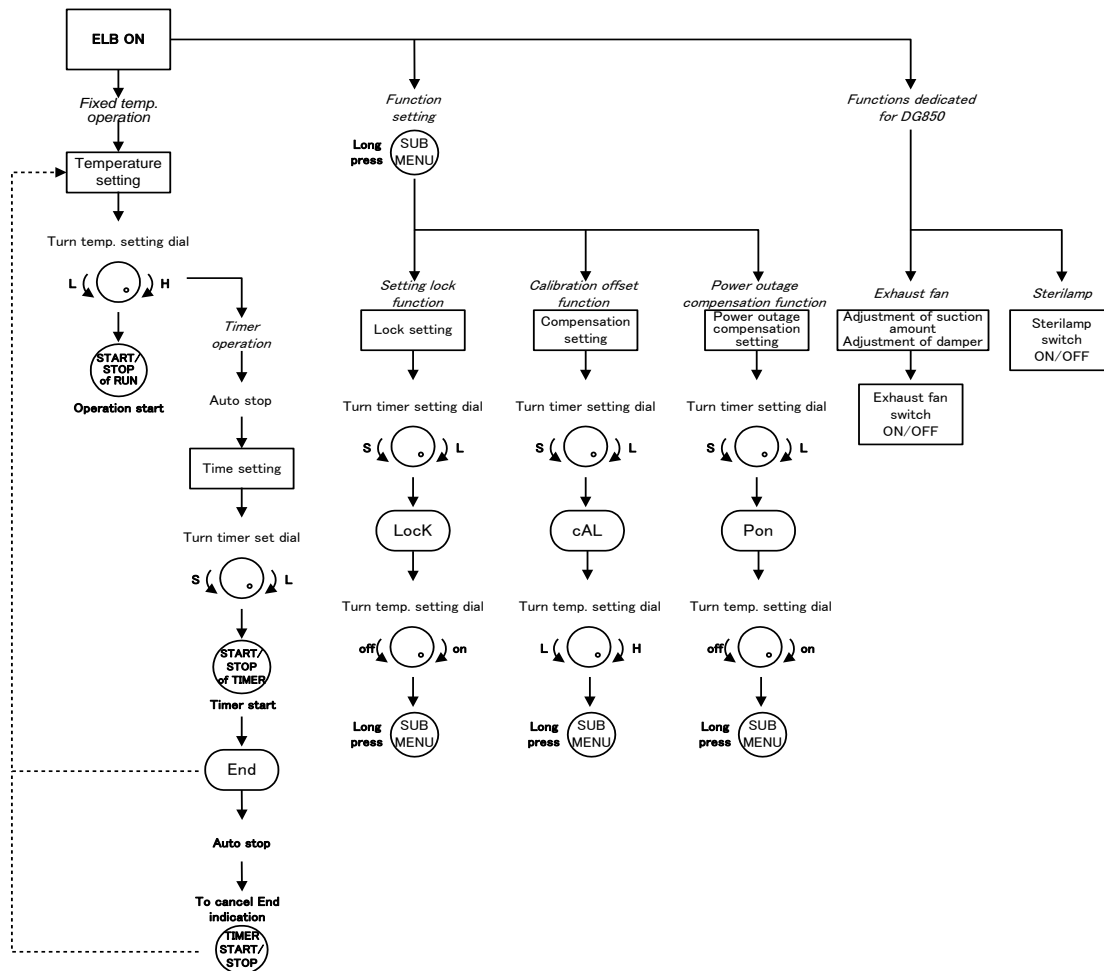 ELB ON
Fixed temp.
operation
Temperature
setting
Turn temp. setting dial
L H
START/
STOP
of RUN
Operation start
Timer
operation
Auto stop
Time setting
Turn timer set dial
S L
START/
STOP
of TIMER
Timer start
End
Auto stop
To cancel End
indication
TIMER
START/
STOP
Function
setting
Long
press
SUB
MENU
Setting lock
function
Lock setting
Turn timer setting dial
S L
LocK
Turn temp. setting dial
off on
Long
press
SUB
MENU
Calibration offset
function
Compensation
setting
Turn timer setting dial
S L
cAL
Turn temp. setting dial
L H
Long
press
SUB
MENU
Power outage
compensation function
Power outage
compensation
setting
Turn timer setting dial
S L
Pon
Turn temp. setting dial
off on
Long
press
SUB
MENU
Functions dedicated
for DG850
Exhaust fan
Adjustment of suction
amount
Adjustment of damper
Exhaust fan
switch
ON/OFF
Sterilamp
Sterilamp
switch
ON/OFF